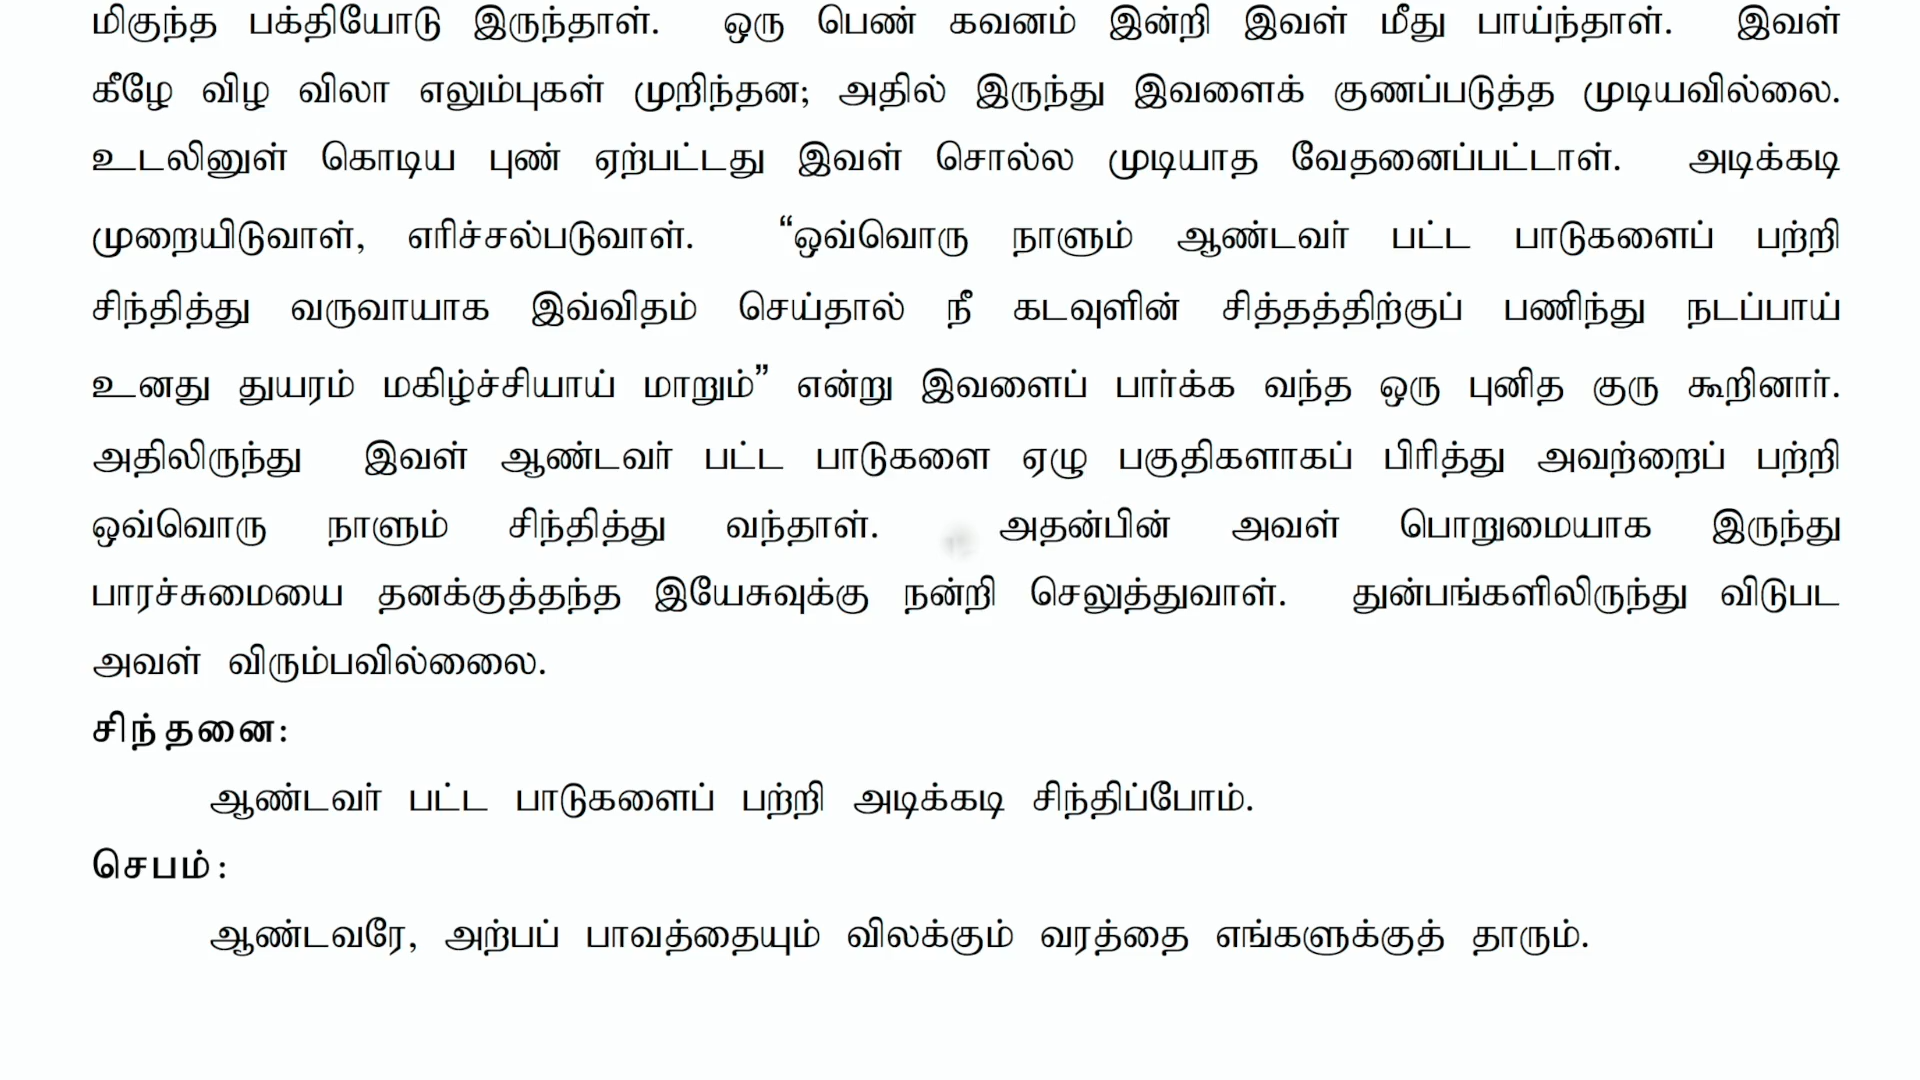 மிகுந்த பக்தியோடு இருந்தாள். ஒரு பெண் கவனம் இன்றி இவள் மீது பாய்ந்தாள். இவள்
கீழே விழ விலா எலும்புகள் முறிந்தன; அதில் இருந்து இவளைக் குணப்படுத்த முடியவில்லை.
உடலினுள் கொடிய புண் ஏற்பட்டது இவள் சொல்ல முடியாத வேதனைப்பட்டாள். அடிக்கடி
முறையிடுவாள், எரிச்சல்படுவாள். “ஒவ்வொரு நாளும் ஆண்டவர் பட்ட பாடுகளைப் பற்றி
சிந்தித்து வருவாயாக இவ்விதம் செய்தால் நீ கடவுளின் சித்தத்திற்குப் பணிந்து நடப்பாய்
உனது துயரம் மகிழ்ச்சியாய் மாறும்” என்று இவளைப் பார்க்க வந்த ஒரு புனித குரு கூறினார்.
அதிலிருந்து இவள் ஆண்டவர் பட்ட பாடுகளை ஏழு பகுதிகளாகப் பிரித்து அவற்றைப் பற்றி
ஒவ்வொரு நாளும் சிந்தித்து வந்தாள். அதன்பின் அவள் பொறுமையாக இருந்து
பாரச்சுமையை தனக்குத்தந்த இயேசுவுக்கு நன்றி செலுத்துவாள். துன்பங்களிலிருந்து விடுபட
அவள் விரும்பவில்லைலை.
சிந்தனை:
ஆண்டவர் பட்ட பாடுகளைப் பற்றி அடிக்கடி சிந்திப்போம்.
செபம்:
ஆண்டவரே, அற்பப் பாவத்தையும் விலக்கும் வரத்தை எங்களுக்குத் தாரும்.